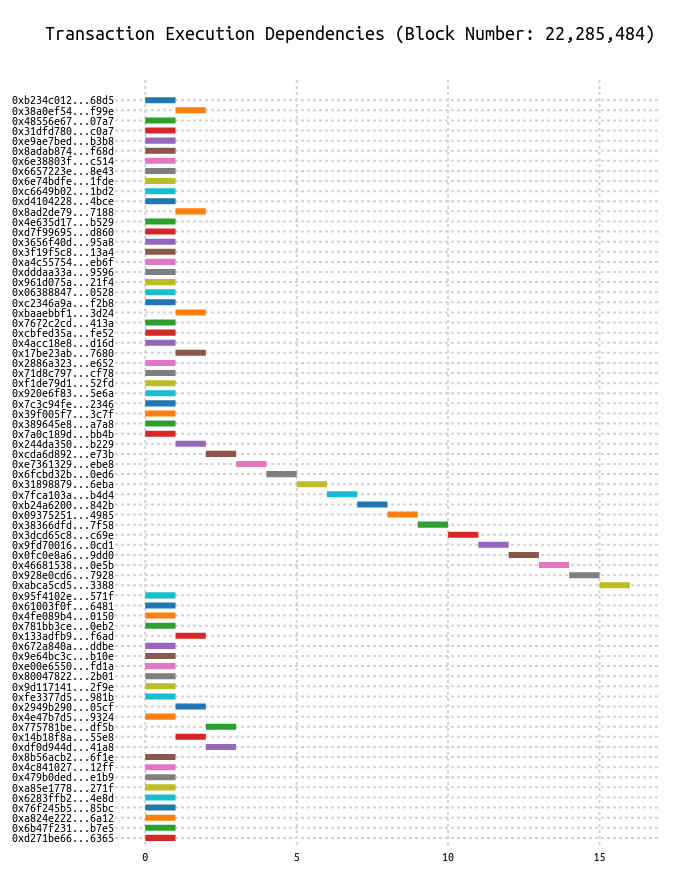 Transaction Execution Dependencies (Block Number: 22,285,484)
0xb234c012...68d5
0x38a0ef54...f99e
0x48556e67...07a7
0x31dfd780...c0a7
0xe9ae7bed...b3b8
0x8adab874...f68d
0x6e38803f...c514
0x6657223e...8e43
0x6e74bdfe...1fde
0xc6649b02...1bd2
0xd4104228...4bce
0x8ad2de79...7188
0x4e635d17...b529
0xd7f99695...d860
0x3656f40d...95a8
0x3f19f5c8...13a4
0xa4c55754...eb6f
0xdddaa33a...9596
0x961d075a...21f4
0x06388847...0528
0xc2346a9a...f2b8
0xbaaebbf1...3d24
0x7672c2cd...413a
0xcbfed35a...fe52
0x4acc18e8...d16d
0x17be23ab...7680
0x2886a323...e652
0x71d8c797...cf78
0xf1de79d1...52fd
0x920e6f83...5e6a
0x7c3c94fe...2346
0x39f005f7...3c7f
0x389645e8...a7a8
0x7a0c189d...bb4b
0x244da350...b229
0xcda6d892...e73b
0xe7361329...ebe8
0x6fcbd32b...0ed6
0x31898879...6eba
0x7fca103a...b4d4
0xb24a6200...842b
0x09375251...4985
0x38366dfd...7f58
0x3dcd65c8...c69e
0x9fd70016...0cd1
0x0fc0e8a6...9dd0
0x46681538...0e5b
0x928e0cd6...7928
0xabca5cd5...3388
0x95f4102e...571f
0x61003f0f...6481
0x4fe089b4...0150
0x781bb3ce...0eb2
0x133adfb9...f6ad
0x672a840a...ddbe
0x9e64bc3c...b10e
0xe00e6550...fd1a
0x80047822...2b01
0x9d117141...2f9e
0xfe3377d5...981b
0x2949b290...05cf
0x4e47b7d5...9324
0x775781be...df5b
0x14b18f8a...55e8
0xdf0d944d...41a8
0x8b56acb2...6f1e
0x4c841027...12ff
0x479b0ded...e1b9
0xa85e1778...271f
0x6283ffb2...4e8d
0x76f245b5...85bc
0xa824e222...6a12
0x6b47f231...b7e5
0xd271be66...6365
0 5 10 15